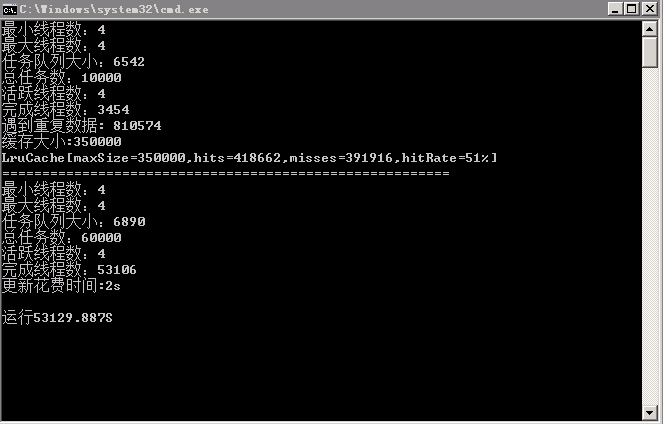 C:\Windows\system32\cmd.exe
最小线程数：4
最大线程数：4
任务队列大小：6542
总任务数：10000
活跃线程数：4
完成线程数：3454
遇到重复数据：810574
缓存大小:350000
LruCache[maxSize=350000,hits=418662,misses=391916,hitRate=51%]
========================================================
最小线程数：4
最大线程数：4
任务队列大小：6890
总任务数：60000
活跃线程数：4
完成线程数：53106
更新花费时间:2s
运行53129.887S